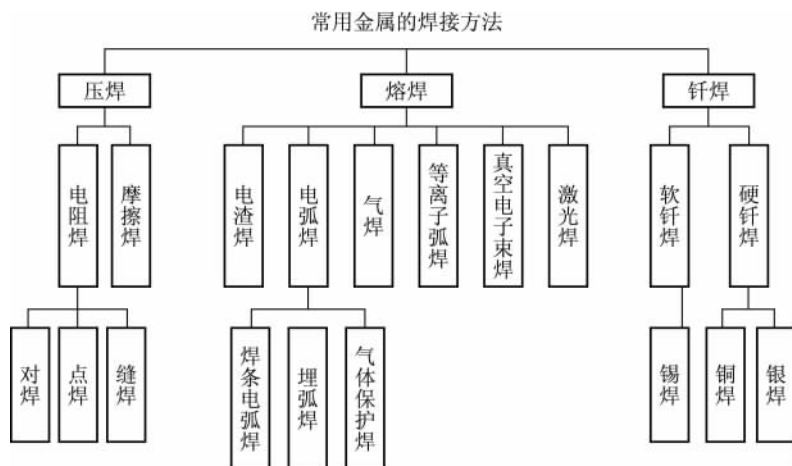 常用金属的焊接方法
压焊
熔焊
钎焊
电阻焊
摩擦焊
电渣焊
电弧焊
气焊
等离子弧焊
真空电子束焊
激光焊
软钎焊
硬钎焊
对焊
点焊
缝焊
焊条电弧焊
埋弧焊
气体保护焊
锡焊
铜焊
银焊